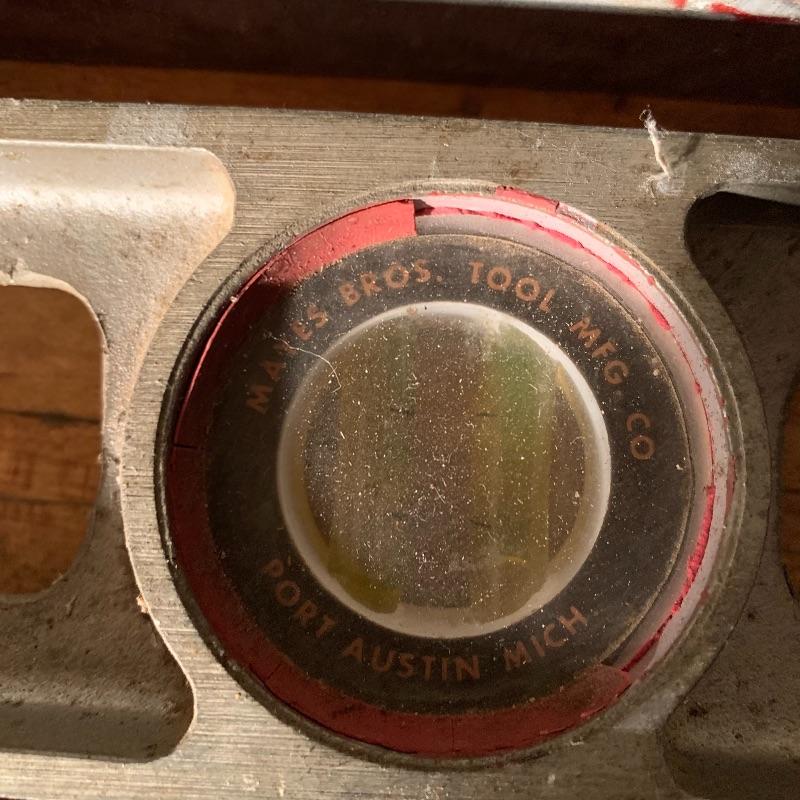 MAYES BROS. TOOL MFG. CO
PORT AUSTIN MICH